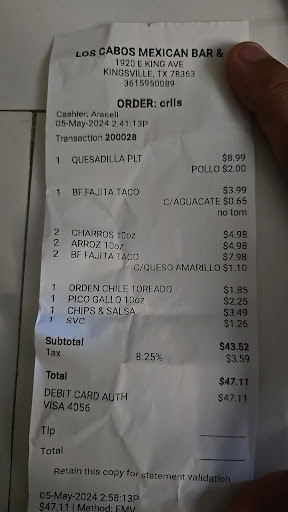 LOS CABOS MEXICAN BAR &
1920 E KING AVE
KINGSVILLE, TX 78363
3615950089
ORDER: crils
Cashier: Araceli
05-May-2024 2:41:13P
Transaction 200028
1 QUESADILLA PLT $8.99
POLLO $2.00
1 BF FAJITA TACO $3.99
C/AGUACATE $0.65
no tom
2 CHARROS 10oz $4.98
2 ARROZ 10oz $4.98
2 BF FAJITA TACO $7.98
C/QUESO AMARILLO $1.10
1 ORDEN CHILE TOREADO $1.85
1 PICO GALLO 10oz $2.25
1 CHIPS & SALSA $3.49
1 SVC $1.26
Subtotal $43.52
Tax 8.25% $3.59
Total $47.11
DEBIT CARD AUTH $47.11
VISA 4056
Tip
Total
Retain this copy for statement validation
05-May-2024 2:58:13P
$47.11 | Method: EMV